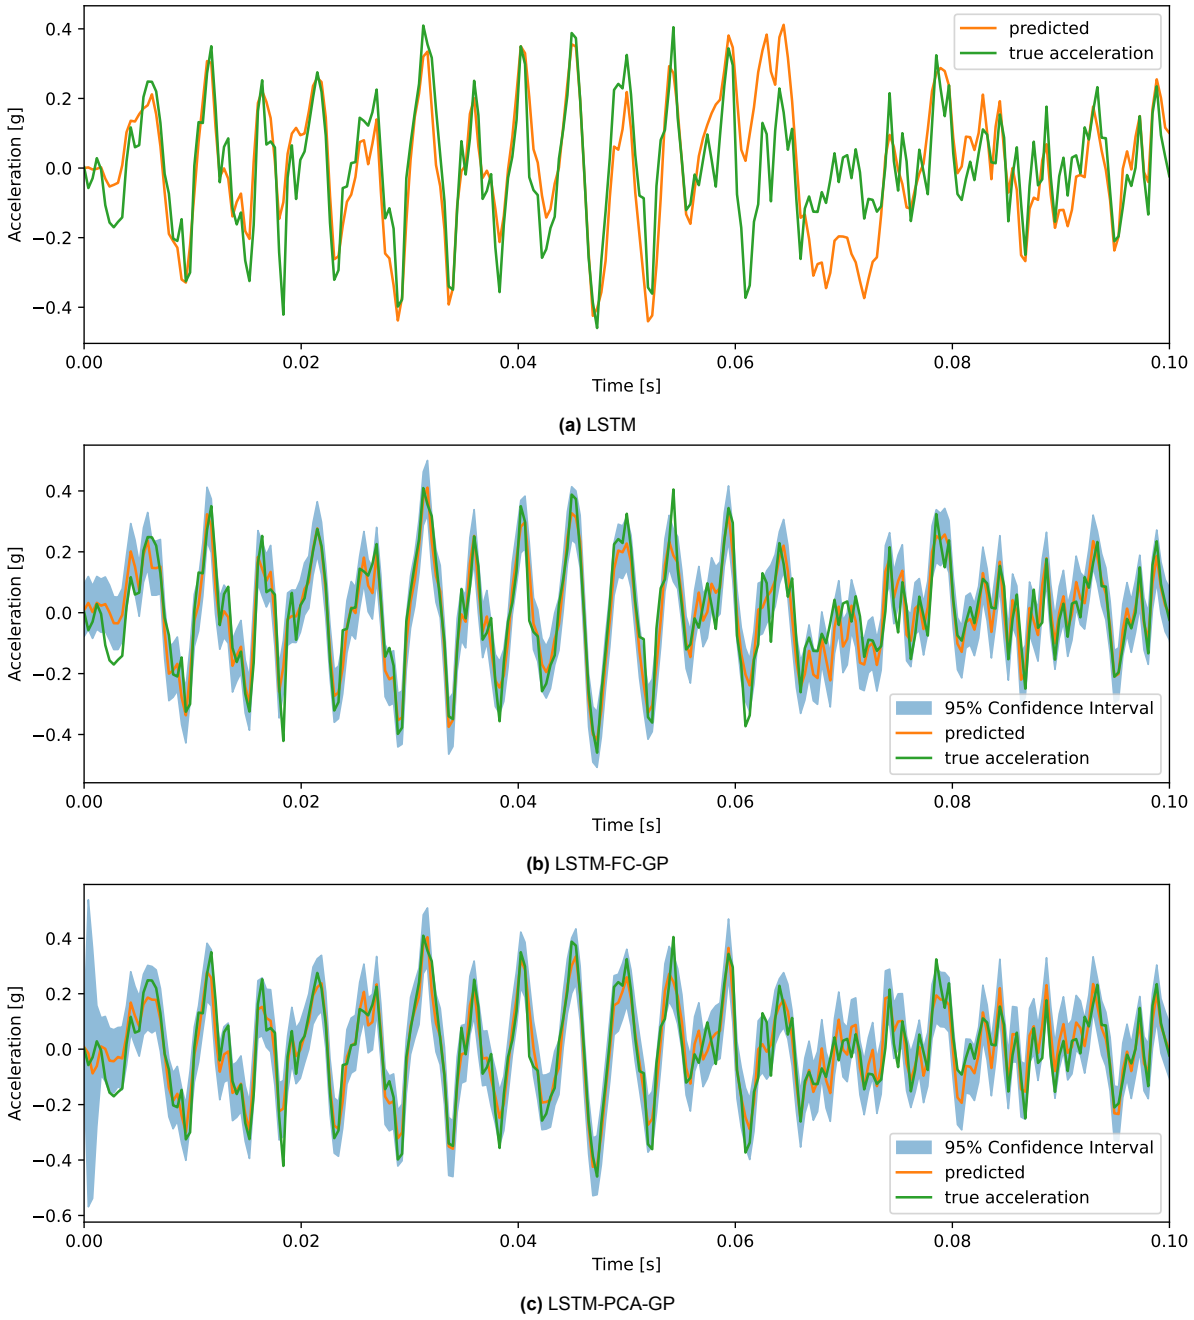 0.4
0.2
0.0
−0.2
−0.4
Acceleration [g]
predicted
true acceleration
0.00 0.02 0.04 0.06 0.08 0.10
Time [s]
(a) LSTM
0.4
0.2
0.0
−0.2
−0.4
Acceleration [g]
95% Confidence Interval
predicted
true acceleration
0.00 0.02 0.04 0.06 0.08 0.10
Time [s]
(b) LSTM-FC-GP
0.4
0.2
0.0
−0.2
−0.4
−0.6
Acceleration [g]
95% Confidence Interval
predicted
true acceleration
0.00 0.02 0.04 0.06 0.08 0.10
Time [s]
(c) LSTM-PCA-GP